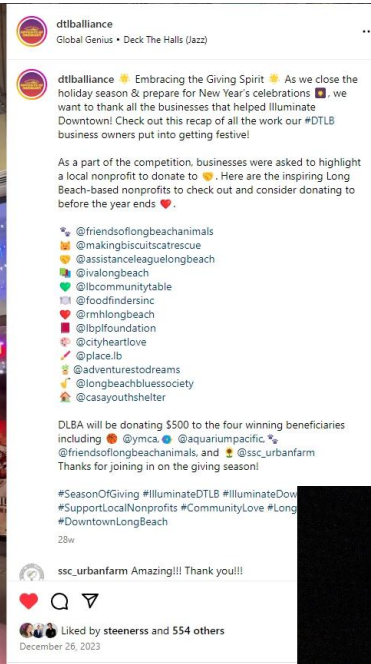 dtlballiance
Global Genius • Deck The Halls (Jazz)
dtlballiance ☀️ Embracing the Giving Spirit ☀️ As we close the
holiday season & prepare for New Year's celebrations 🎆, we
want to thank all the businesses that helped Illuminate
Downtown! Check out this recap of all the work our #DTLB
business owners put into getting festive!
As a part of the competition, businesses were asked to highlight
a local nonprofit to donate to 🤝. Here are the inspiring Long
Beach-based nonprofits to check out and consider donating to
before the year ends ❤️.
🐾 @friendsoflongbeachanimals
🐱 @makingbiscuitscatrescue
🤝 @assistanceleaguelongbeach
📚 @ivalongbeach
💚 @lbcommunitytable
🍽️ @foodfindersinc
❤️ @rmhlongbeach
📕 @lbplfoundation
💞 @cityheartlove
🖌️ @place.lb
🪴 @adventurestodreams
🎷 @longbeachbluessociety
🏠 @casayouthshelter
DLBA will be donating $500 to the four winning beneficiaries
including 🏀 @ymca, @aquariumpacific, 🐾
@friendsoflongbeachanimals, and 🌻 @ssc_urbanfarm
Thanks for joining in on the giving season!
#SeasonOfGiving #IlluminateDTLB #IlluminateDow
#SupportLocalNonprofits #CommunityLove #Long
#DowntownLongBeach
28w
ssc_urbanfarm Amazing!!! Thank you!!!
Liked by steenerss and 554 others
December 26, 2023